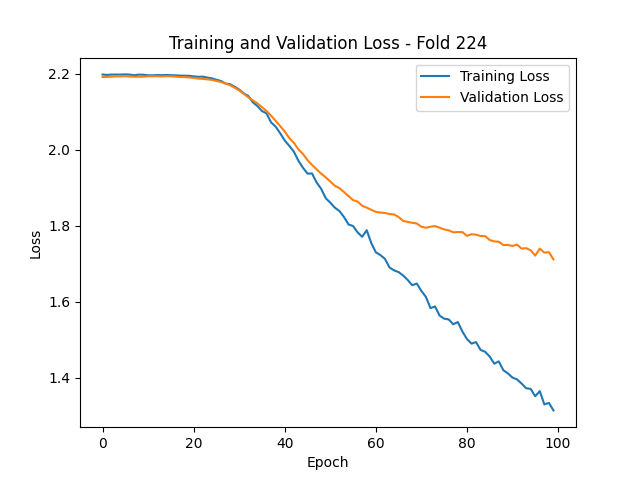 Training and Validation Loss - Fold 224
Training Loss
Validation Loss
2.2
2.0
1.8
1.6
1.4
Loss
0
20
40
60
80
100
Epoch